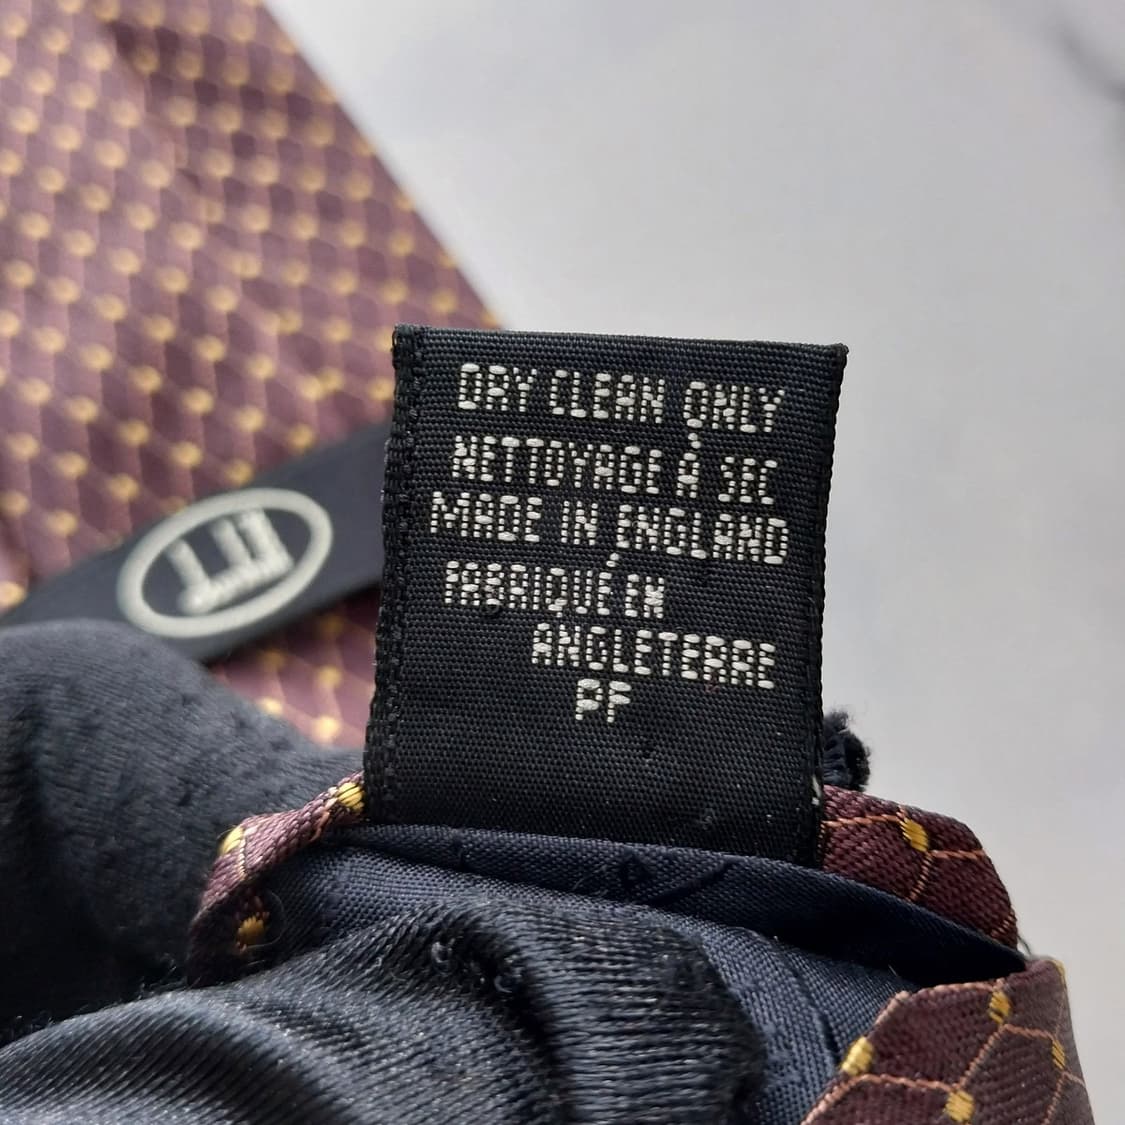 DRY CLEAN ONLY
NETTOYAGE À SEC
MADE IN ENGLAND
FABRIQUÉ EN
ANGLETERRE
PF